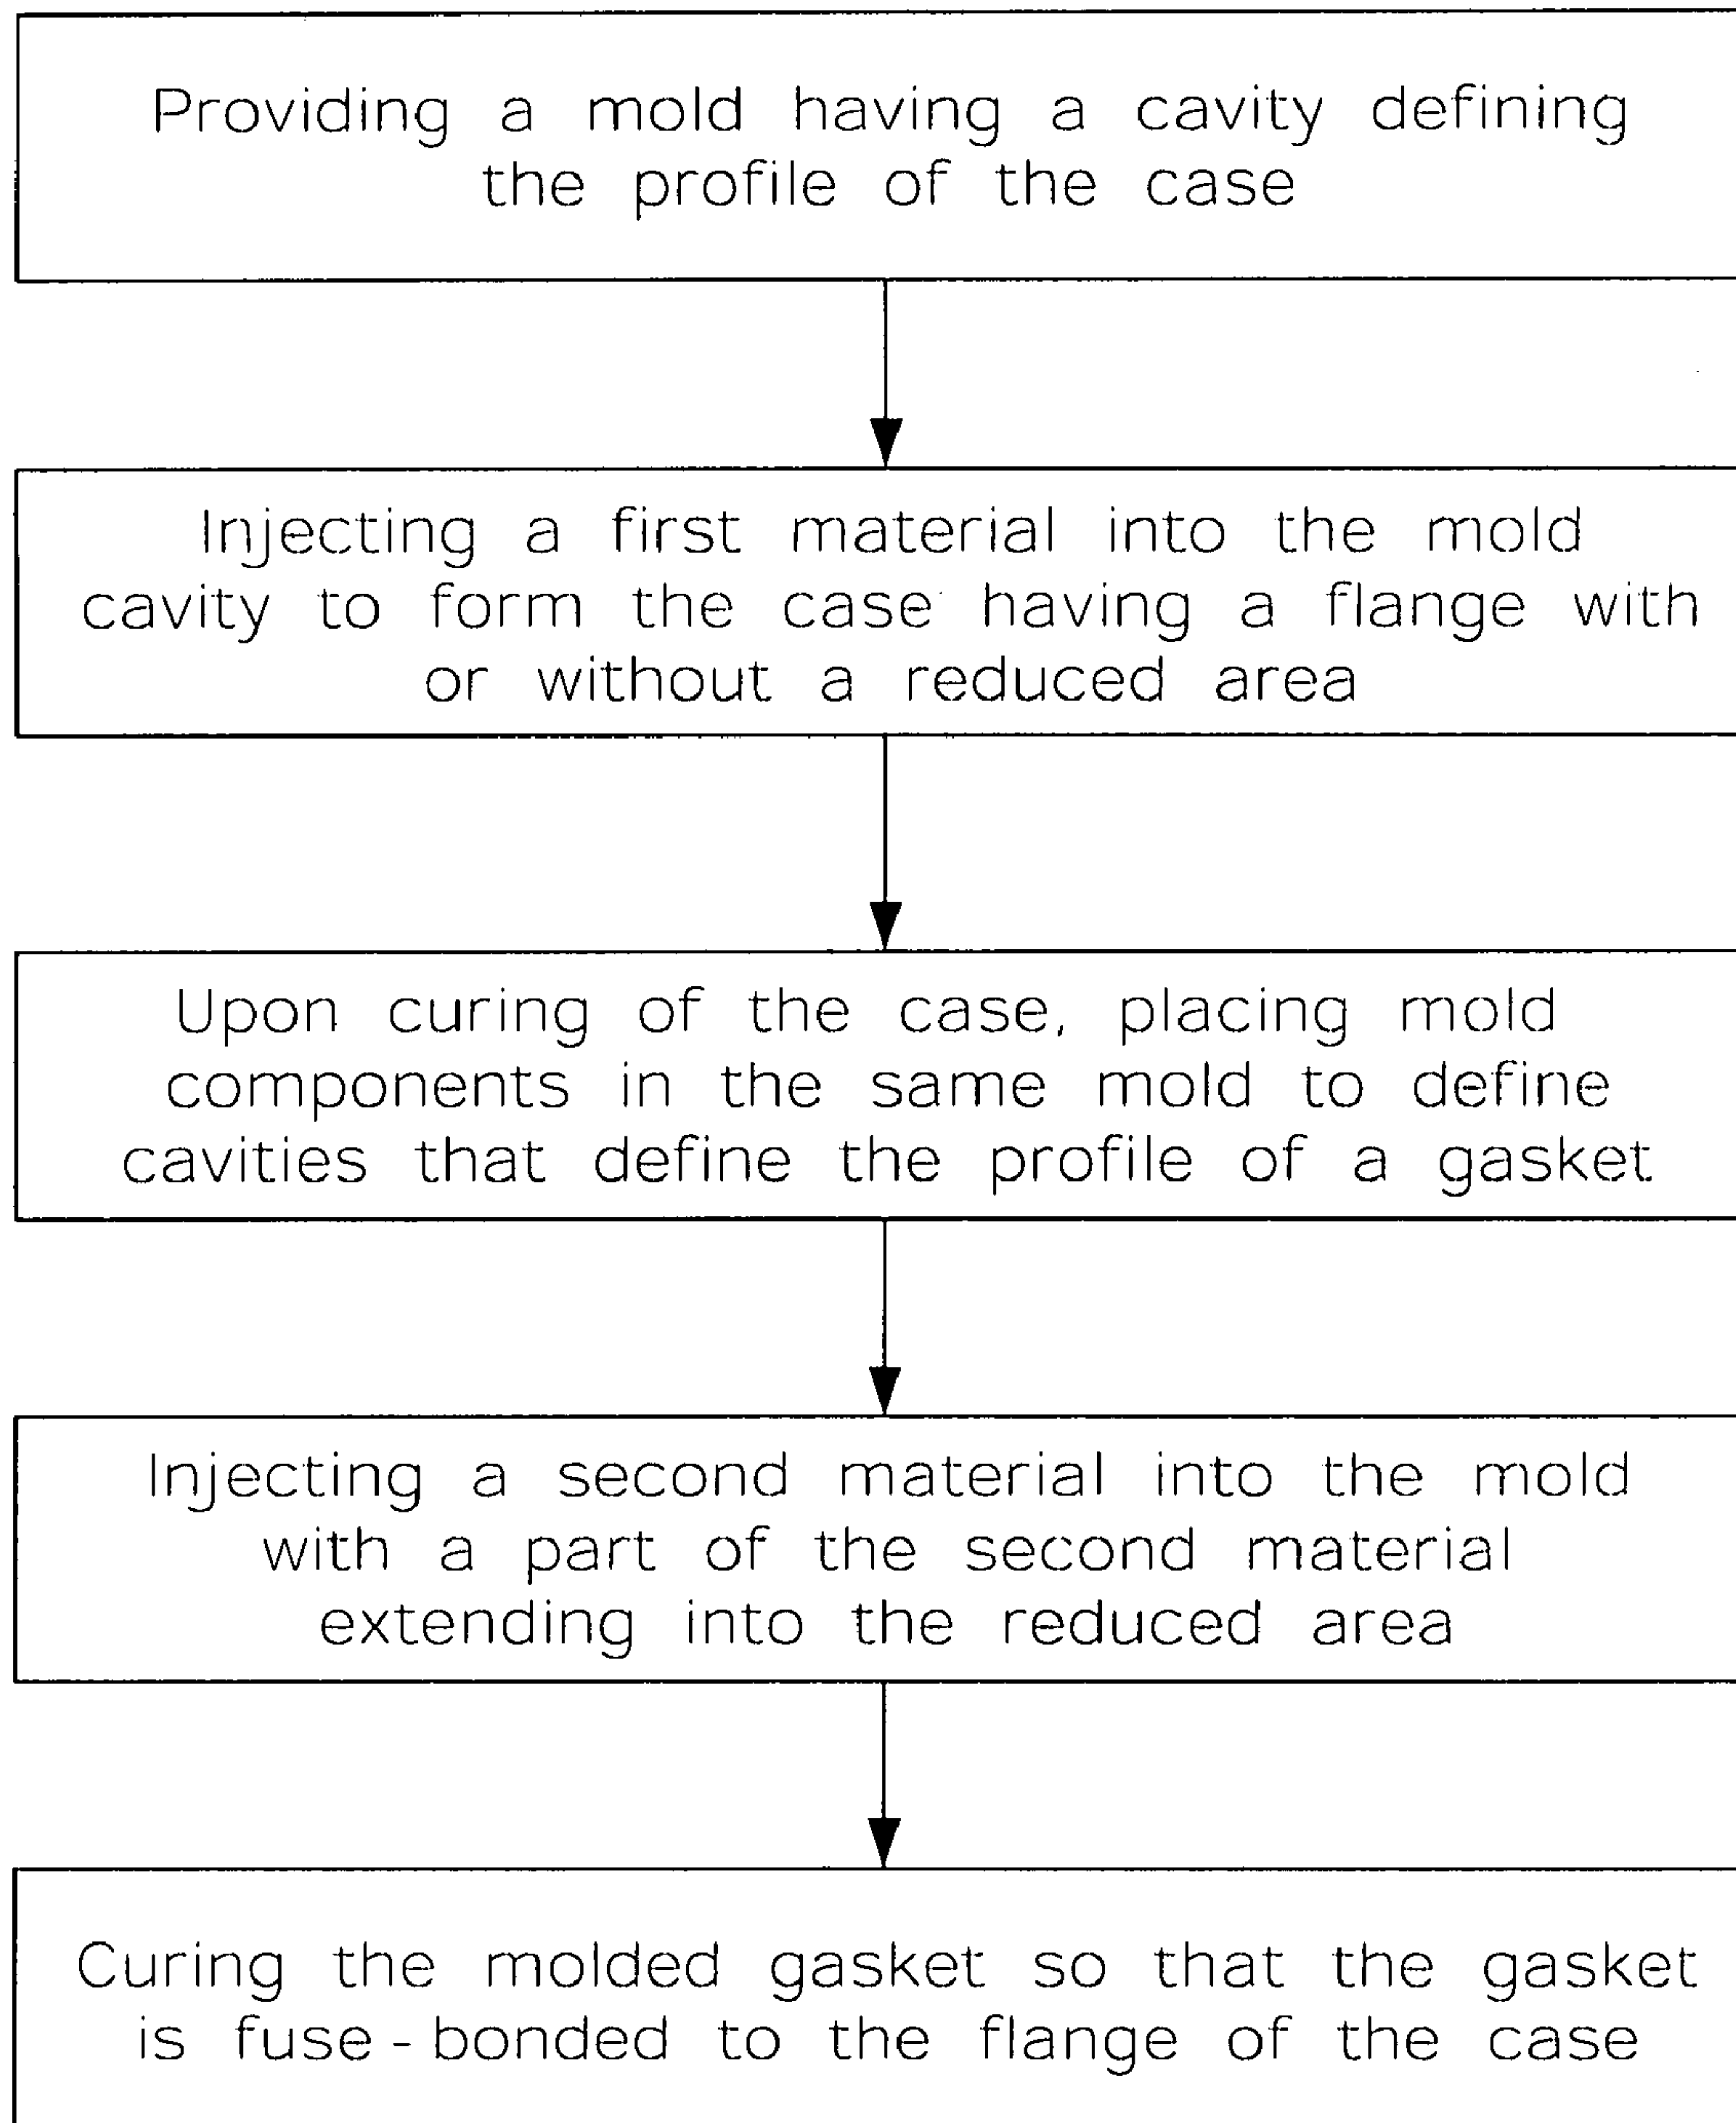 Providing a mold having a cavity defining
the profile of the case
Injecting a first material into the mold
cavity to form the case having a flange with
or without a reduced area
Upon curing of the case, placing mold
components in the same mold to define
cavities that define the profile of a gasket
Injecting a second material into the mold
with a part of the second material
extending into the reduced area
Curing the molded gasket so that the gasket
is fuse-bonded to the flange of the case